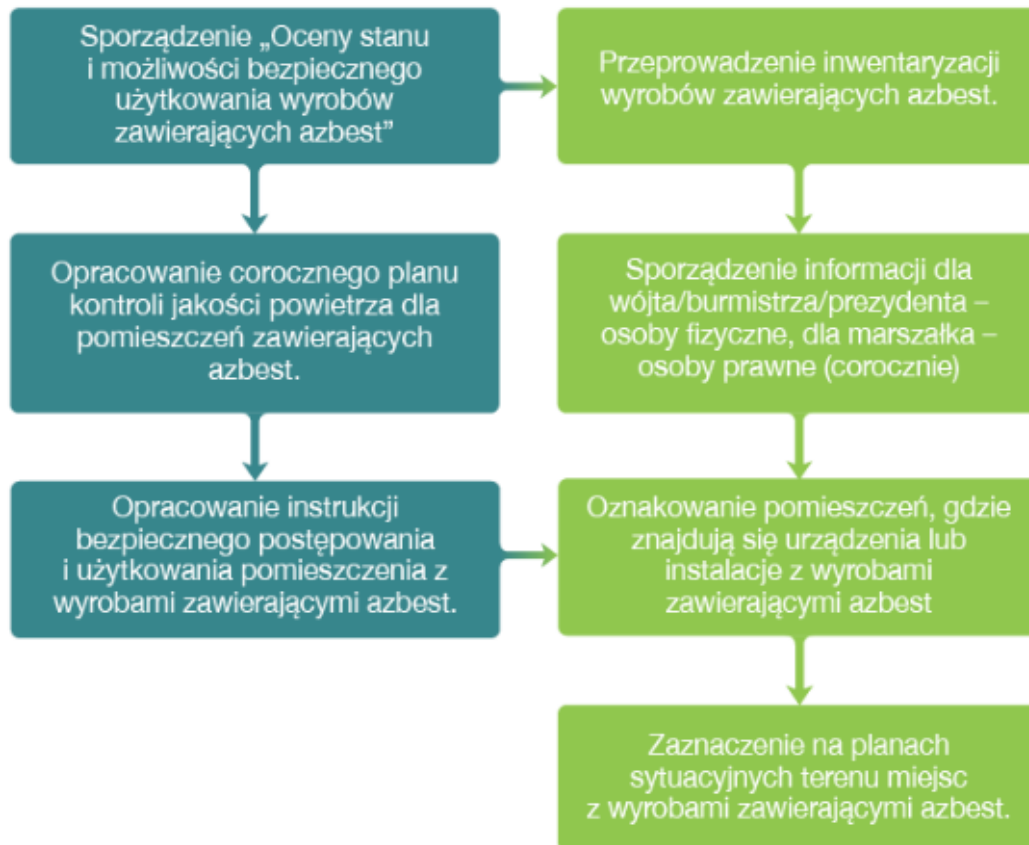 Sporządzenie „Oceny stanu
i możliwości bezpiecznego
użytkowania wyrobów
zawierających azbest”
Przeprowadzenie inwentaryzacji
wyrobów zawierających azbest.
Opracowanie corocznego planu
kontroli jakości powietrza dla
pomieszczeń zawierających
azbest.
Sporządzenie informacji dla
wójta/burmistrza/prezydenta –
osoby fizyczne, dla marszałka –
osoby prawne (corocznie)
Opracowanie instrukcji
bezpiecznego postępowania
i użytkowania pomieszczenia z
wyrobami zawierającymi azbest.
Oznakowanie pomieszczeń, gdzie
znajdują się urządzenia lub
instalacje z wyrobami
zawierającymi azbest
Zaznaczenie na planach
sytuacyjnych terenu miejsc
z wyrobami zawierającymi azbest.